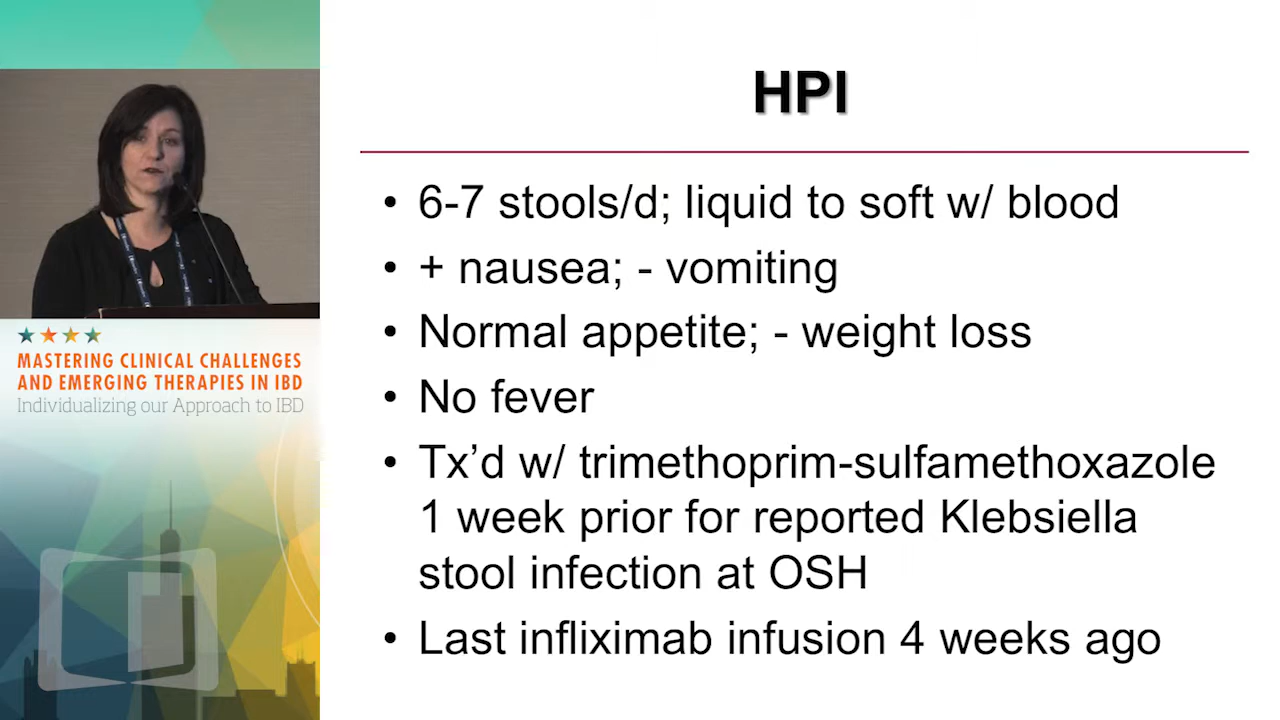 HPI
• 6-7 stools/d; liquid to soft w/ blood
• + nausea; - vomiting
• Normal appetite; - weight loss
• No fever
• Tx’d w/ trimethoprim-sulfamethoxazole
1 week prior for reported Klebsiella
stool infection at OSH
• Last infliximab infusion 4 weeks ago
MASTERING CLINICAL CHALLENGES
AND EMERGING THERAPIES IN IBD
Individualizing our Approach to IBD